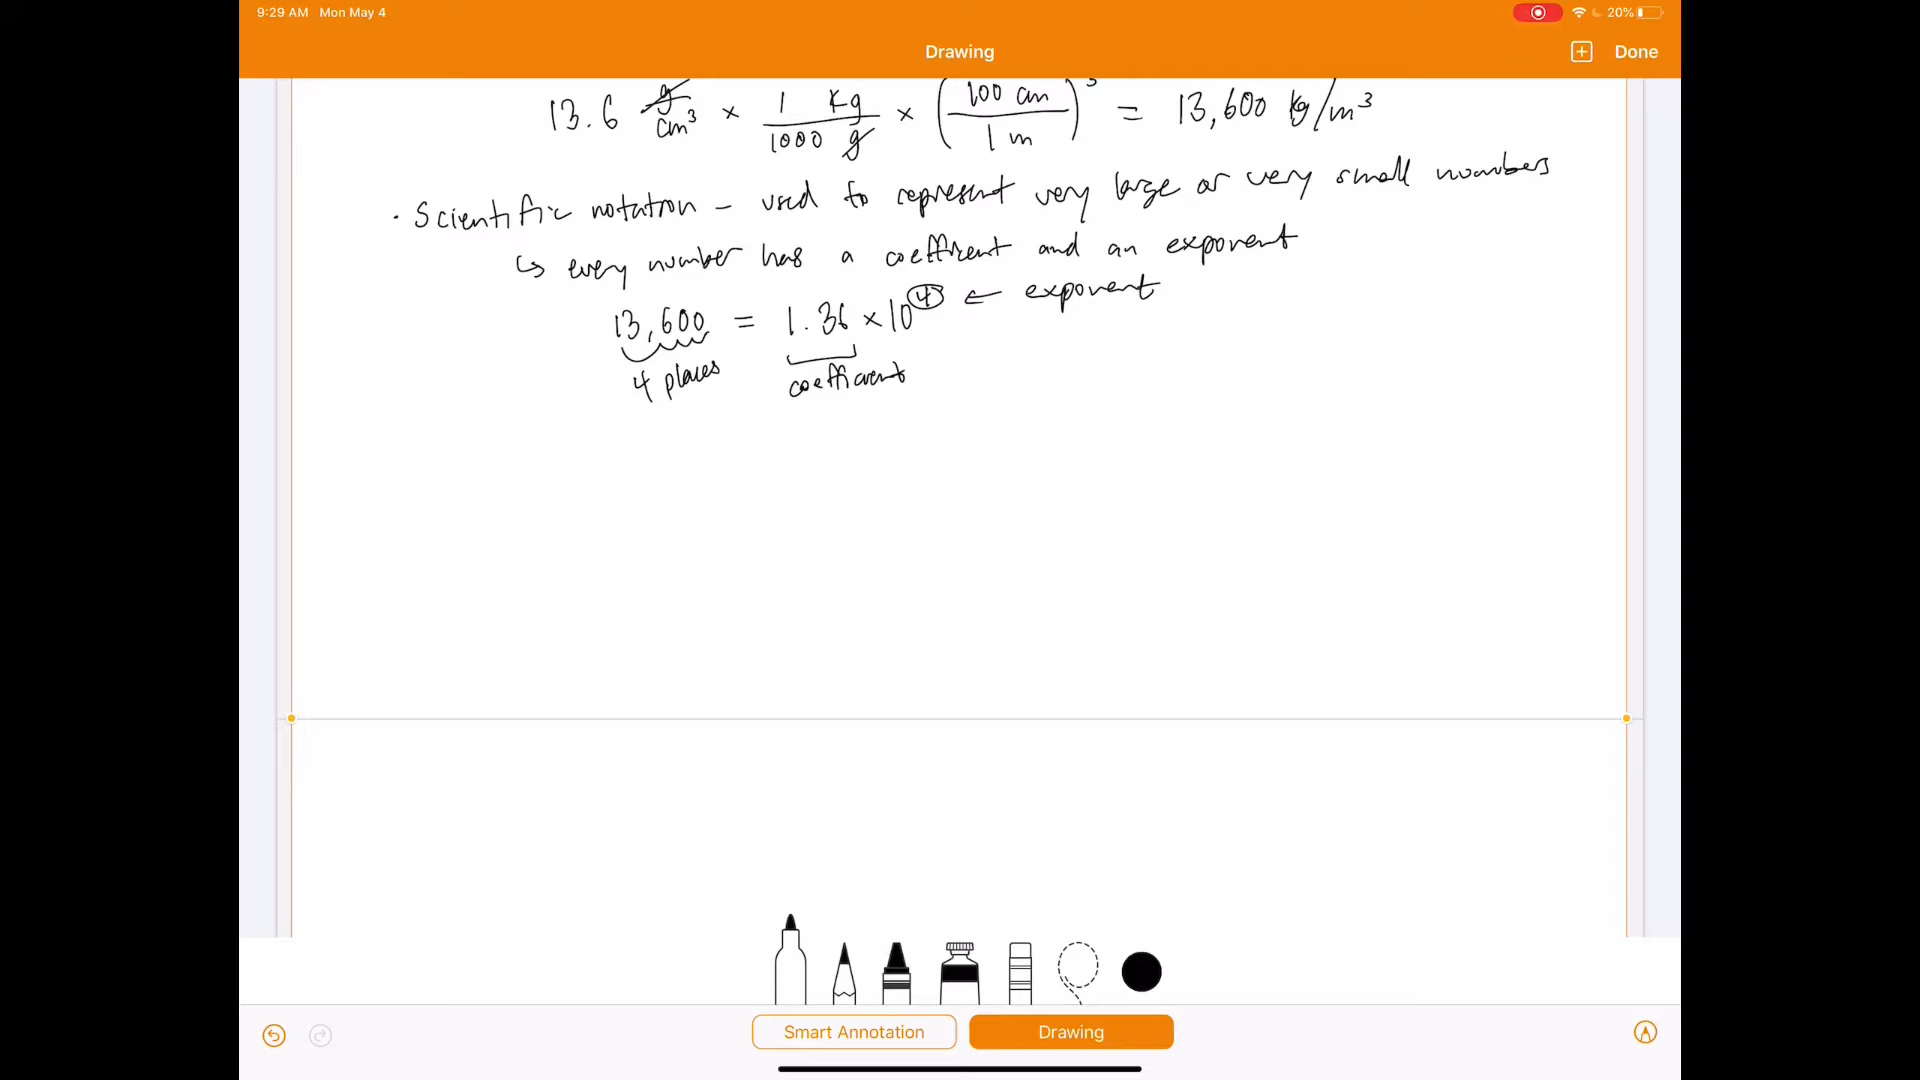 9:29 AM Mon May 4
20%
Drawing
Done
13.6 g/cm³ × 1 kg/1000 g × (100 cm/1 m)³ = 13,600 kg/m³
· Scientific notation – used to represent very large or very small numbers
↳ every number has a coefficient and an exponent
13,600 = 1.36 × 10⁴ ← exponent
4 places
coefficient
Smart Annotation
Drawing